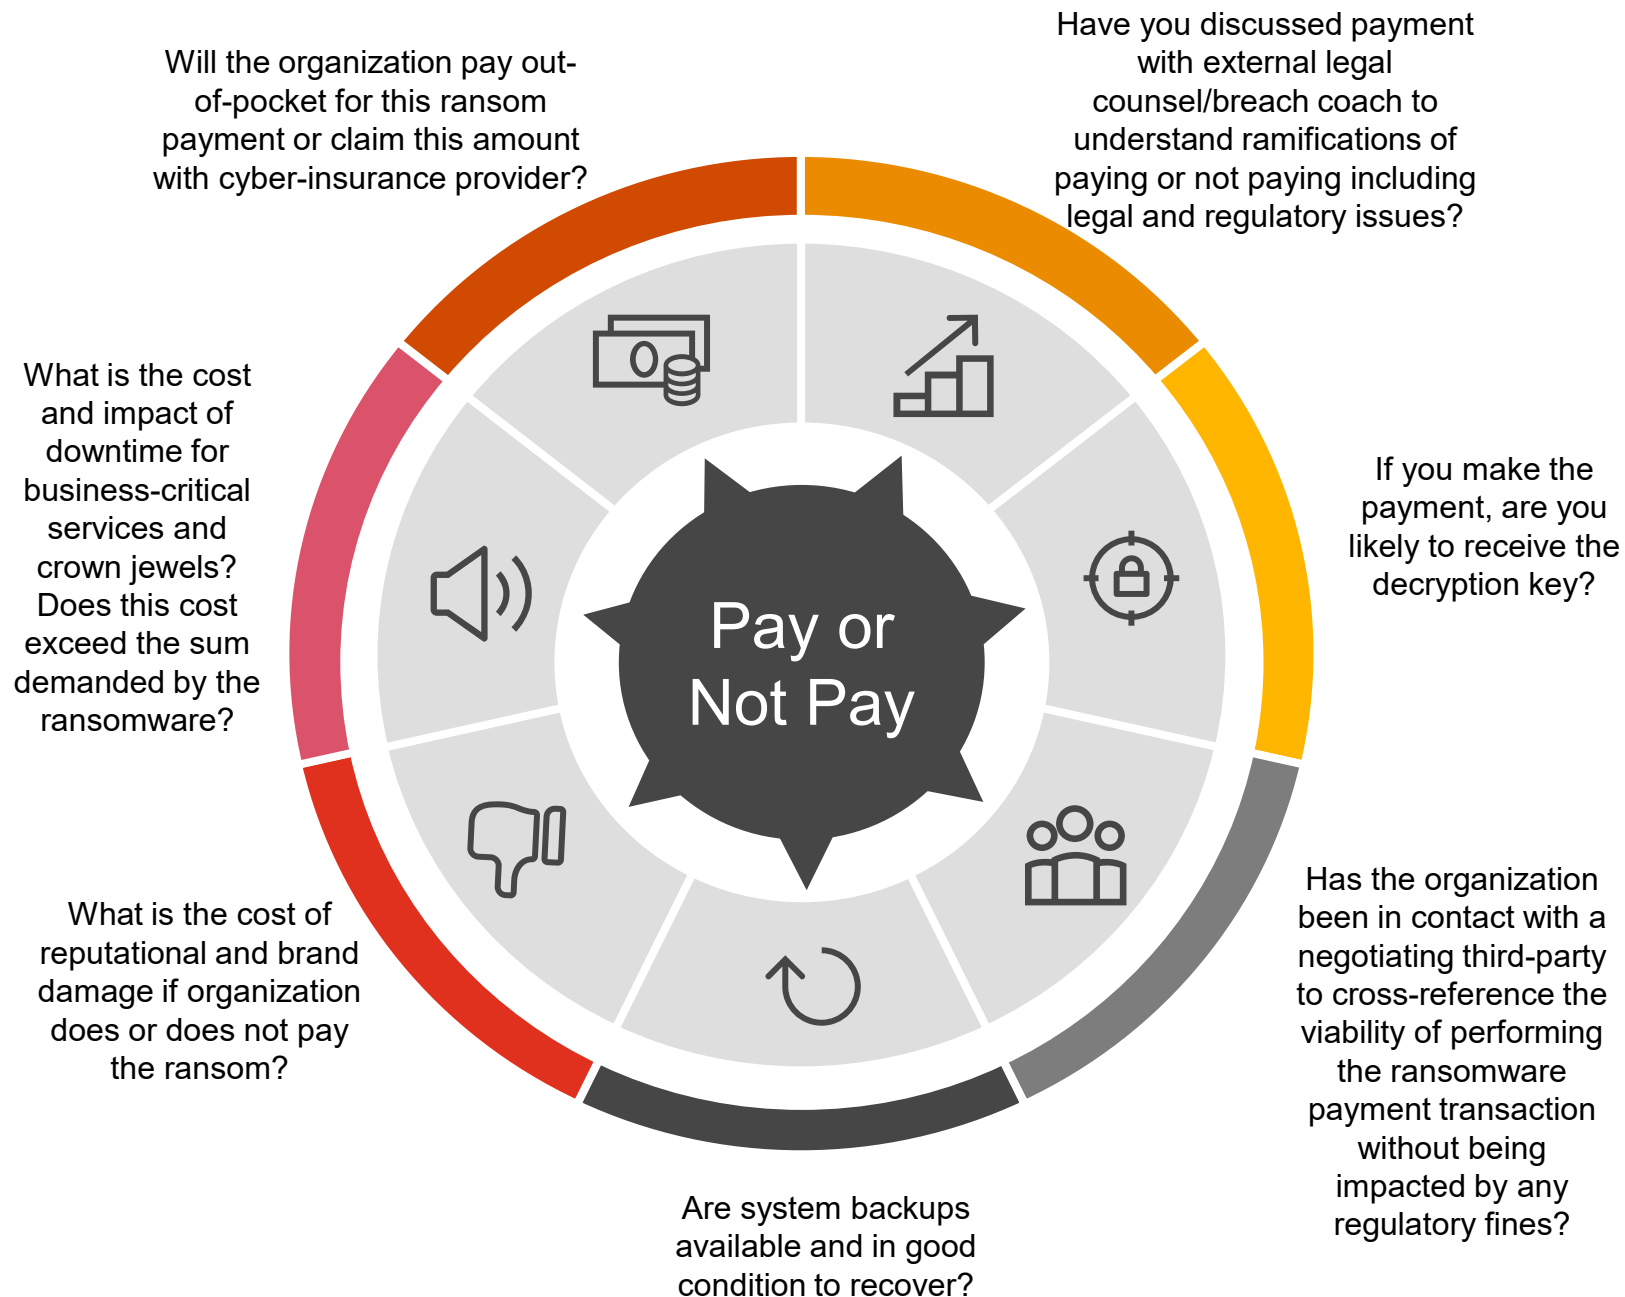 Will the organization pay out-
of-pocket for this ransom
payment or claim this amount
with cyber-insurance provider?
Have you discussed payment
with external legal
counsel/breach coach to
understand ramifications of
paying or not paying including
legal and regulatory issues?
If you make the
payment, are you
likely to receive the
decryption key?
Has the organization
been in contact with a
negotiating third-party
to cross-reference the
viability of performing
the ransomware
payment transaction
without being
impacted by any
regulatory fines?
Are system backups
available and in good
condition to recover?
What is the cost of
reputational and brand
damage if organization
does or does not pay
the ransom?
What is the cost
and impact of
downtime for
business-critical
services and
crown jewels?
Does this cost
exceed the sum
demanded by the
ransomware?
Pay or
Not Pay